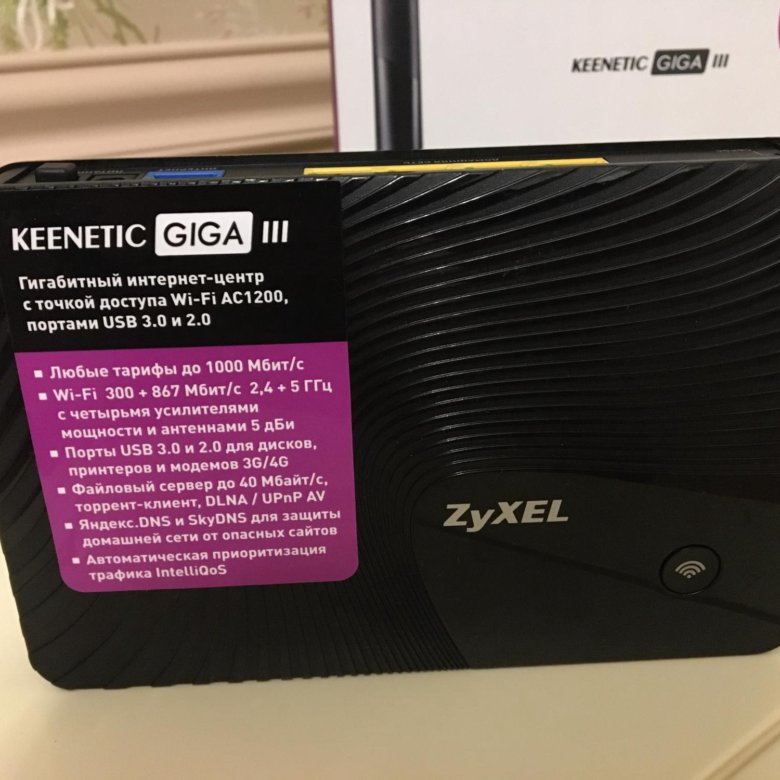 KEENETIC GIGA III
KEENETIC GIGA III
Гигабитный интернет-центр
с точкой доступа Wi-Fi AC1200,
портами USB 3.0 и 2.0
▪ Любые тарифы до 1000 Мбит/с
▪ Wi-Fi 300 + 867 Мбит/с 2,4 + 5 ГГц
с четырьмя усилителями
мощности и антеннами 5 дБи
▪ Порты USB 3.0 и 2.0 для дисков,
принтеров и модемов 3G/4G
▪ Файловый сервер до 40 Мбайт/с,
торрент-клиент, DLNA / UPnP AV
▪ Яндекс.DNS и SkyDNS для защиты
домашней сети от опасных сайтов
▪ Автоматическая приоритизация
трафика IntelliQoS
ZyXEL